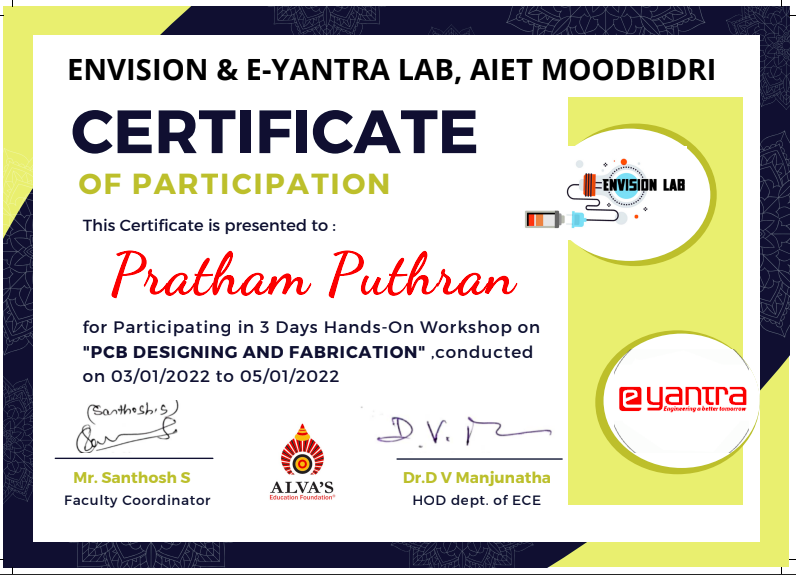 ENVISION & E-YANTRA LAB, AIET MOODBIDRI
CERTIFICATE
OF PARTICIPATION
ENVISION LAB
This Certificate is presented to :
Pratham Puthran
for Participating in 3 Days Hands-On Workshop on
"PCB DESIGNING AND FABRICATION" ,conducted
on 03/01/2022 to 05/01/2022
eyantra
Engineering a better tomorrow
(Santhosh.S)
D.V.
Mr. Santhosh S
Faculty Coordinator
ALVA'S
Education Foundation®
Dr.D V Manjunatha
HOD dept. of ECE